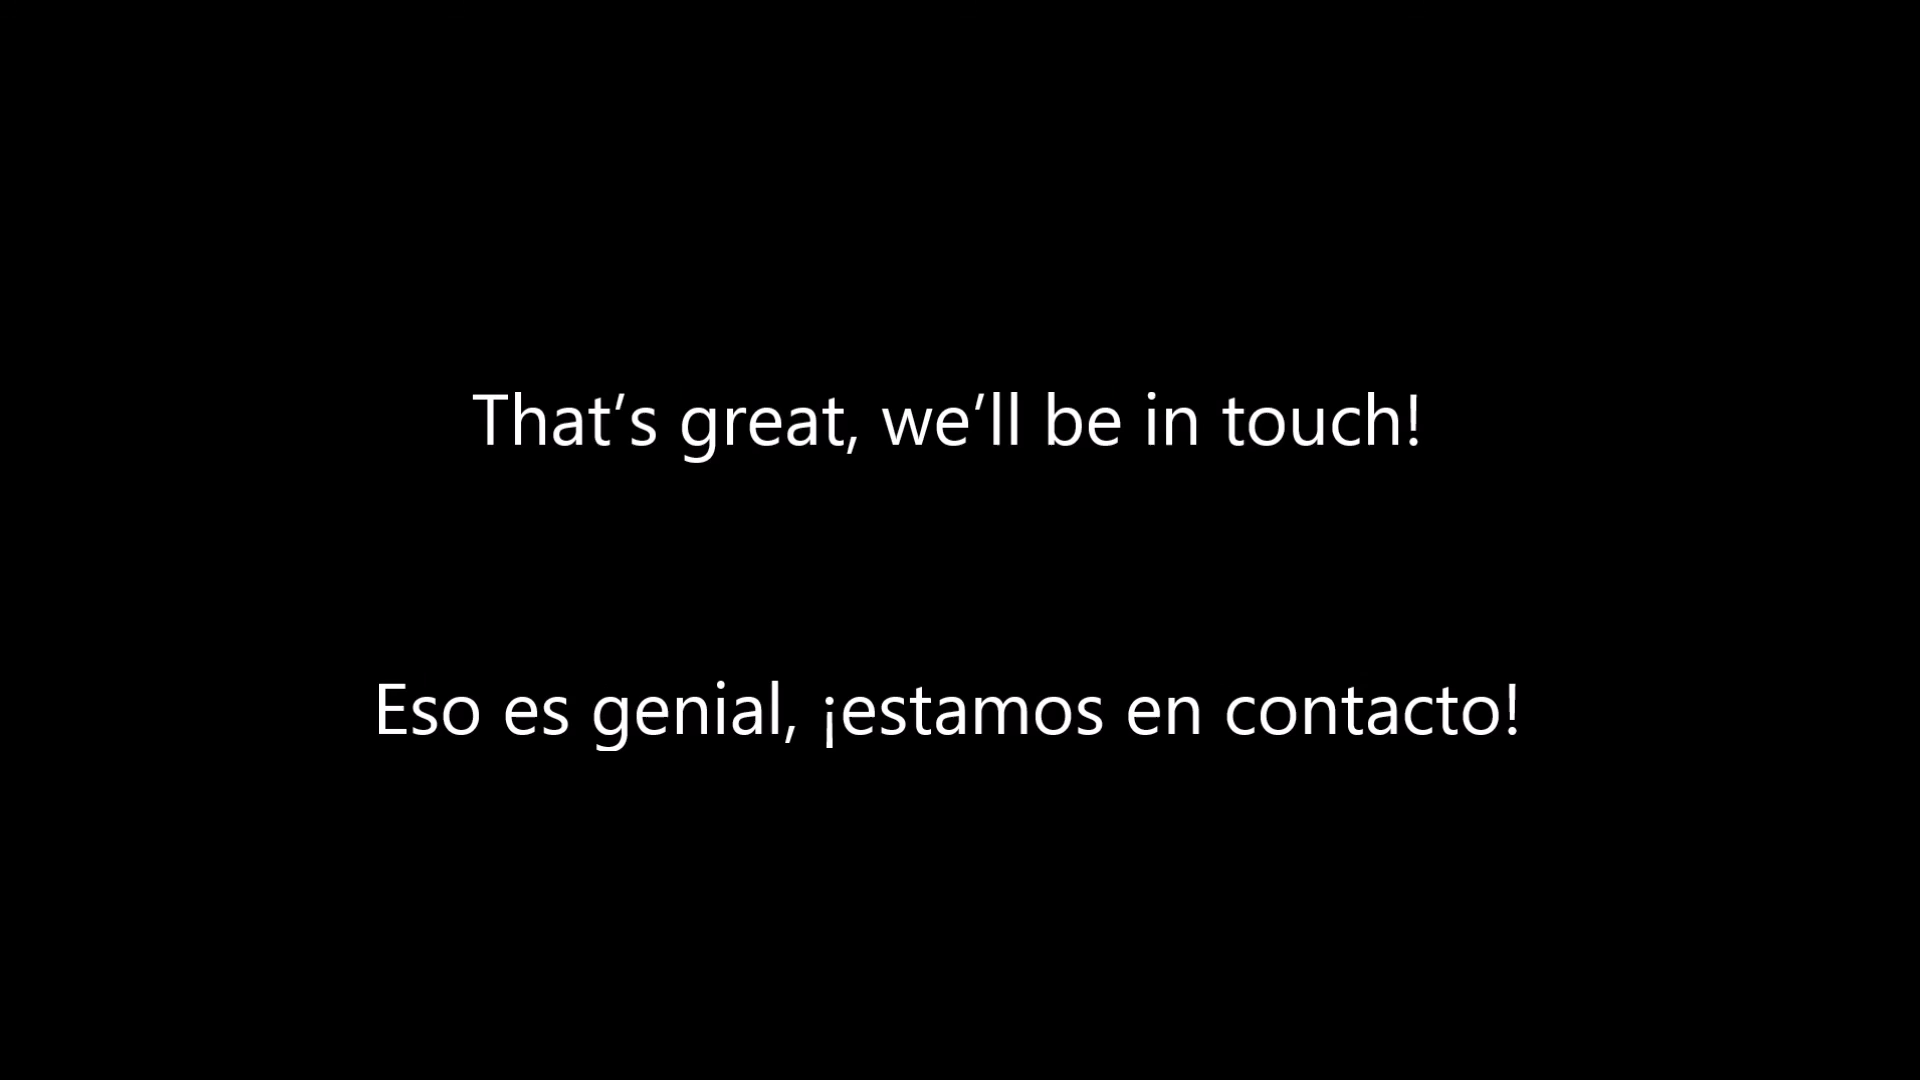 That’s great, we’ll be in touch!
Eso es genial, ¡estamos en contacto!